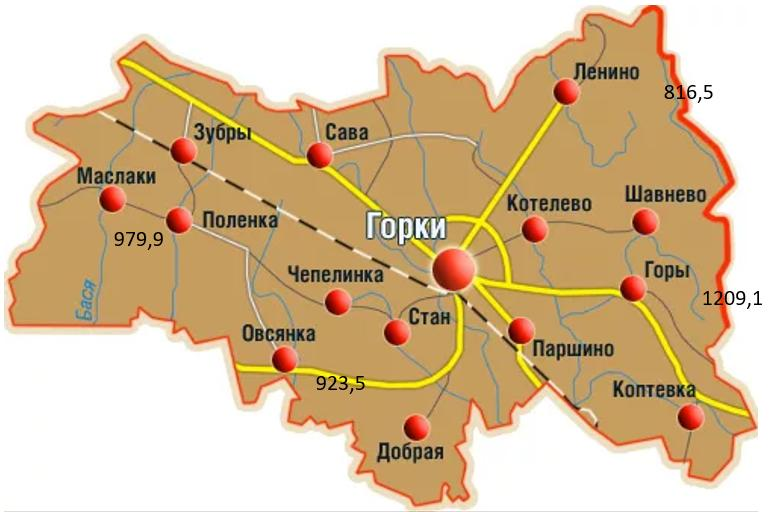 Ленино
816,5
Зубры
Сава
Маслаки
Котелево
Шавнево
Поленка
Горки
979,9
Чепелинка
Горы
Бася
1209,1
Стан
Овсянка
Паршино
923,5
Коптевка
Добрая